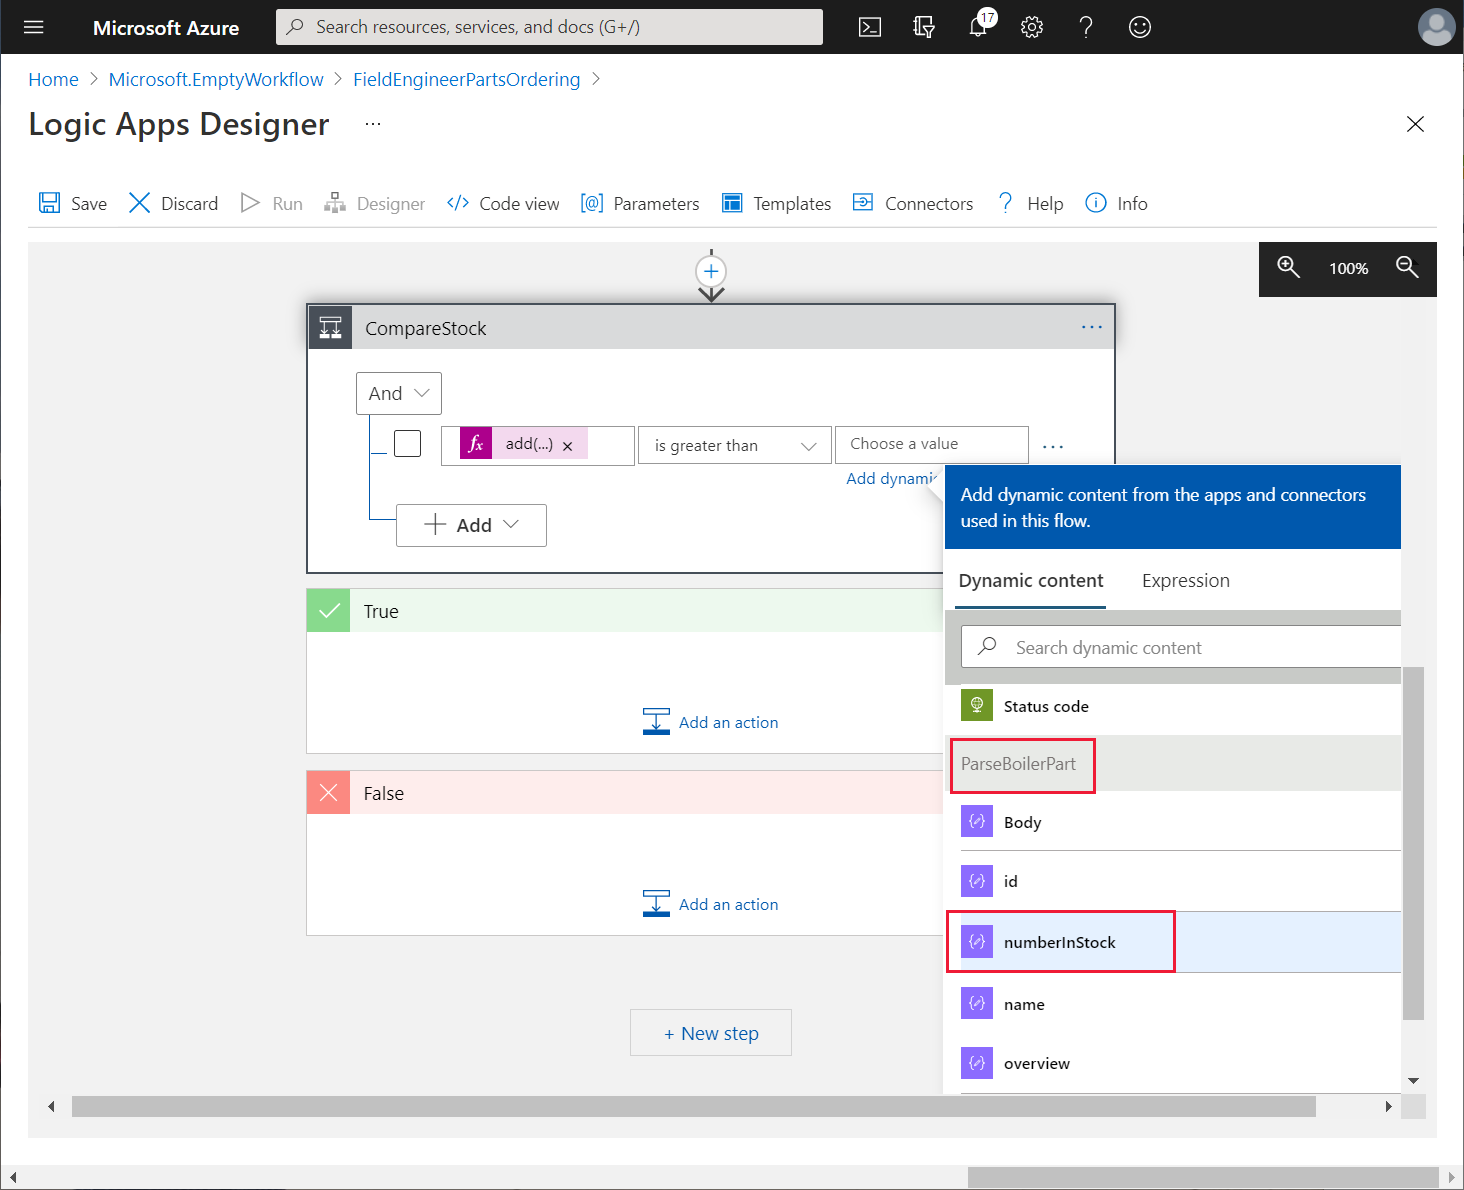 Microsoft Azure
Search resources, services, and docs (G+/)
17
Home > Microsoft.EmptyWorkflow > FieldEngineerPartsOrdering >
Logic Apps Designer ...
Save Discard Run Designer </> Code view [@] Parameters Templates Connectors ? Help Info
100%
CompareStock ...
And
fx add(...) × is greater than Choose a value ...
Add dynamic
+ Add
Add dynamic content from the apps and connectors
used in this flow.
Dynamic content Expression
Search dynamic content
Status code
ParseBoilerPart
Body
id
numberInStock
name
overview
True
Add an action
False
Add an action
+ New step